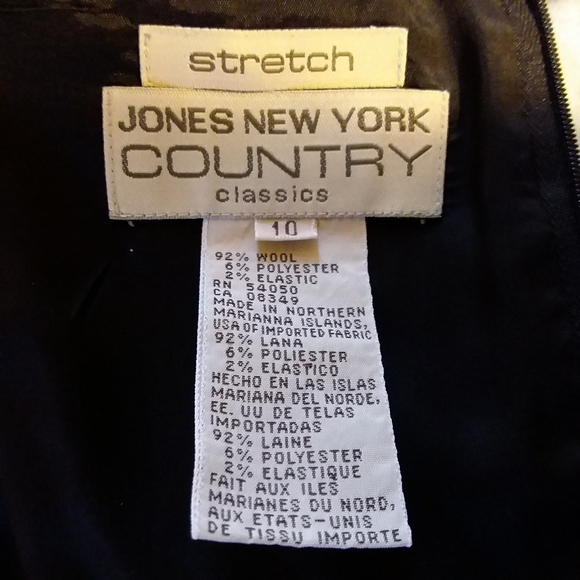 stretch
JONES NEW YORK
COUNTRY
classics
10
92% WOOL
6% POLYESTER
2% ELASTIC
RN 54050
CA 08349
MADE IN NORTHERN
MARIANNA ISLANDS,
USA OF IMPORTED FABRIC
92% LANA
6% POLIESTER
2% ELASTICO
HECHO EN LAS ISLAS
MARIANA DEL NORDE,
EE. UU DE TELAS
IMPORTADAS
92% LAINE
6% POLYESTER
2% ELASTIQUE
FAIT AUX ILES
MARIANES DU NORD,
AUX ETATS-UNIS
DE TISSU IMPORTE